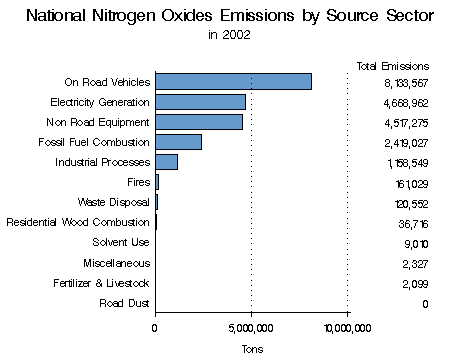 National Nitrogen Oxides Emissions by Source Sector
in 2002
Total Emissions
On Road Vehicles 8,133,567
Electricity Generation 4,668,962
Non Road Equipment 4,517,275
Fossil Fuel Combustion 2,419,027
Industrial Processes 1,158,549
Fires 161,029
Waste Disposal 120,552
Residential Wood Combustion 36,716
Solvent Use 9,010
Miscellaneous 2,327
Fertilizer & Livestock 2,099
Road Dust 0
0 5,000,000 10,000,000
Tons